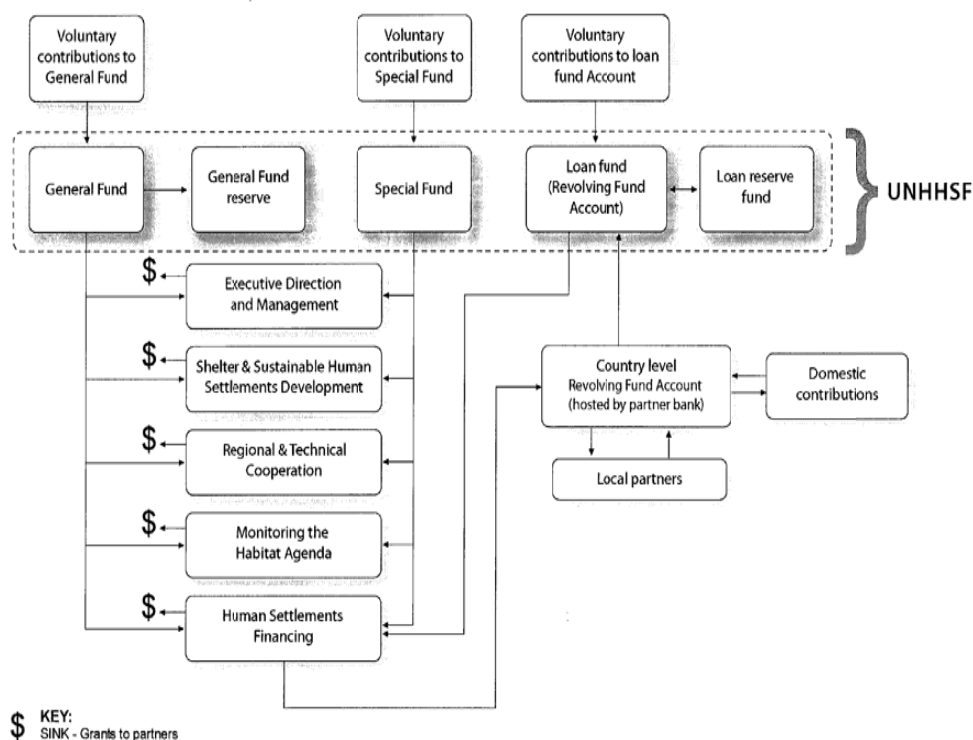 Voluntary
contributions to
General Fund
Voluntary
contributions to
Special Fund
Voluntary
contributions to loan
fund Account
General Fund
General Fund
reserve
Special Fund
Loan fund
(Revolving Fund
Account)
Loan reserve
fund
UNHHSF
$
Executive Direction
and Management
$
Shelter & Sustainable Human
Settlements Development
Country level
Revolving Fund Account
(hosted by partner bank)
Domestic
contributions
$
Regional & Technical
Cooperation
Local partners
$
Monitoring the
Habitat Agenda
$
Human Settlements
Financing
$ KEY:
SINK - Grants to partners